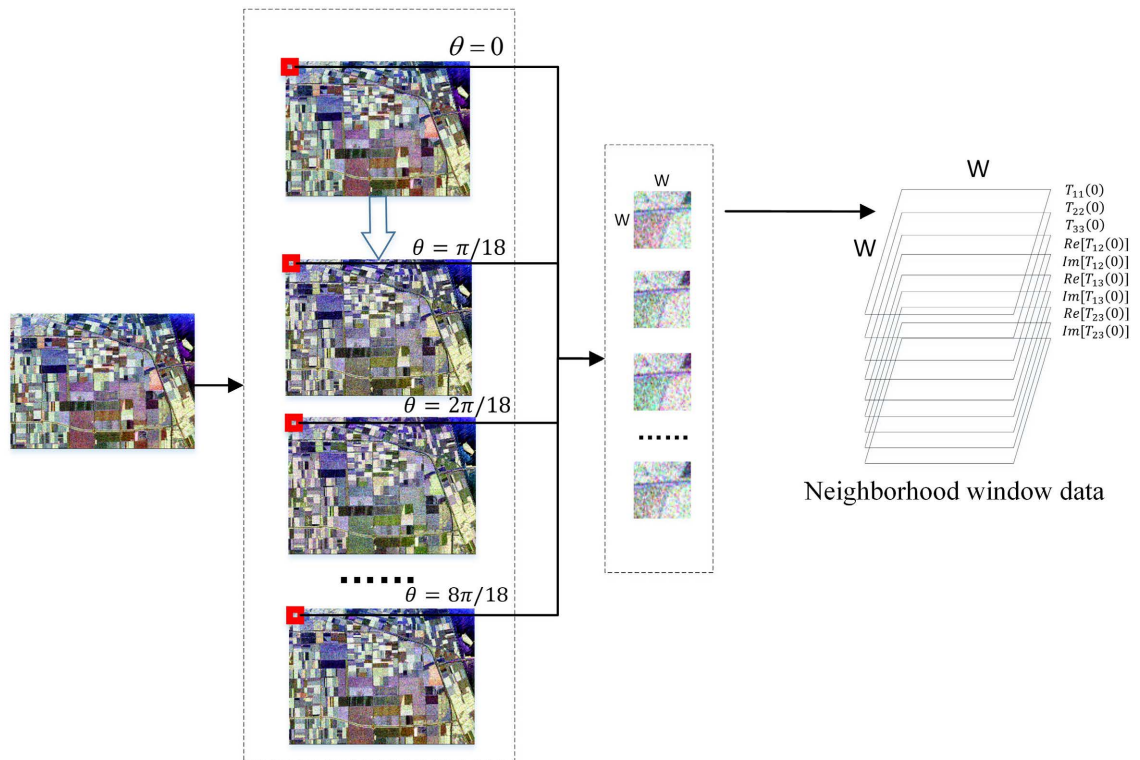 θ = 0
θ = π/18
θ = 2π/18
......
θ = 8π/18
W
W
......
W
W
T₁₁(0)
T₂₂(0)
T₃₃(0)
Re[T₁₂(0)]
Im[T₁₂(0)]
Re[T₁₃(0)]
Im[T₁₃(0)]
Re[T₂₃(0)]
Im[T₂₃(0)]
Neighborhood window data